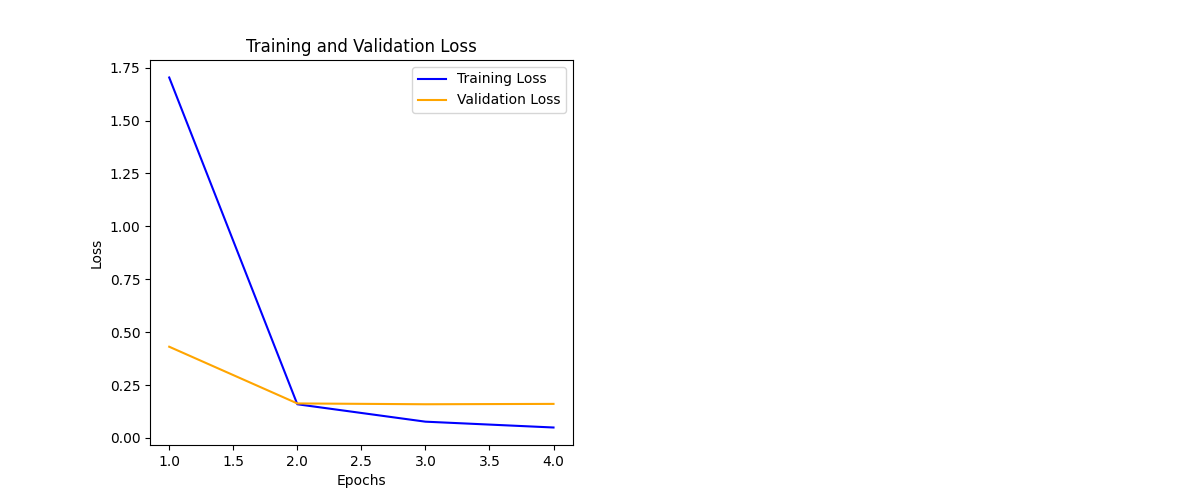 Training and Validation Loss
Training Loss
Validation Loss
1.75
1.50
1.25
1.00
0.75
0.50
0.25
0.00
Loss
1.0 1.5 2.0 2.5 3.0 3.5 4.0
Epochs